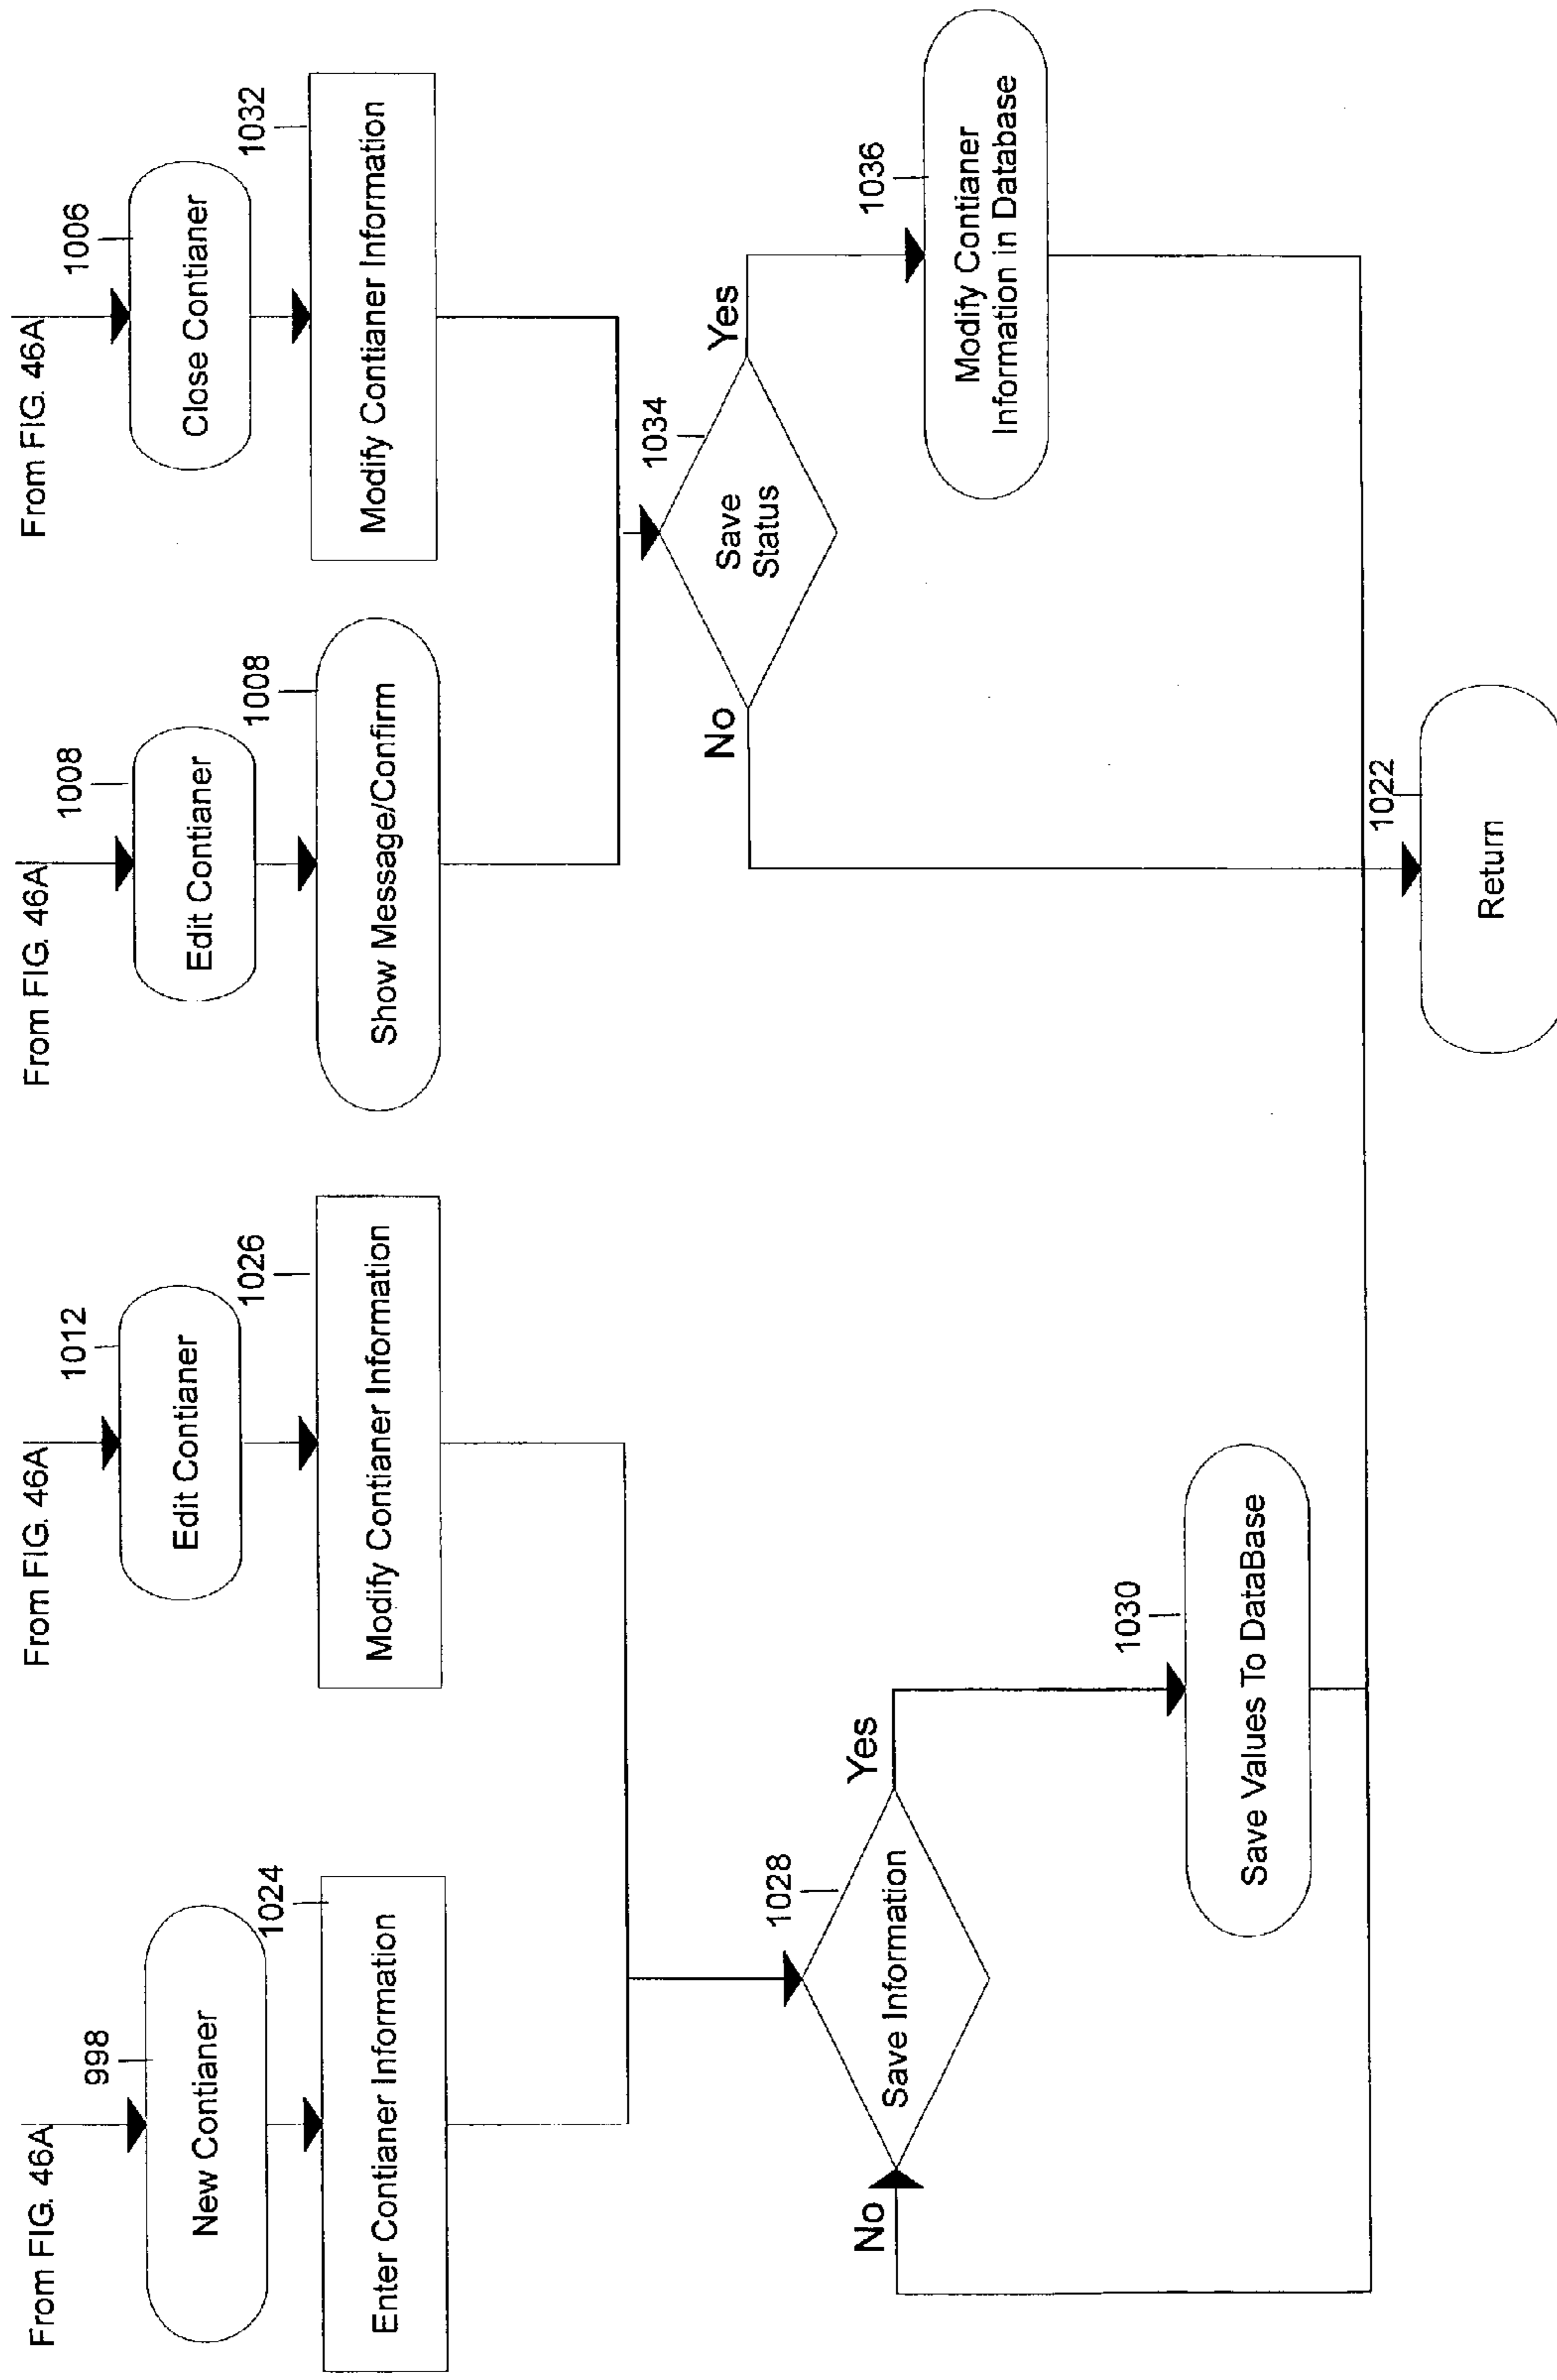 From FIG. 46A
998
New Contianer
1024
Enter Contianer Information
From FIG. 46A
1012
Edit Contianer
1026
Modify Contianer Information
From FIG. 46A
1008
Edit Contianer
1008
Show Message/Confirm
From FIG. 46A
1006
Close Contianer
1032
Modify Contianer Information
1028
Save Information
No
Yes
1030
Save Values To DataBase
1034
Save
Status
No
Yes
1036
Modify Contianer
Information in Database
1022
Return